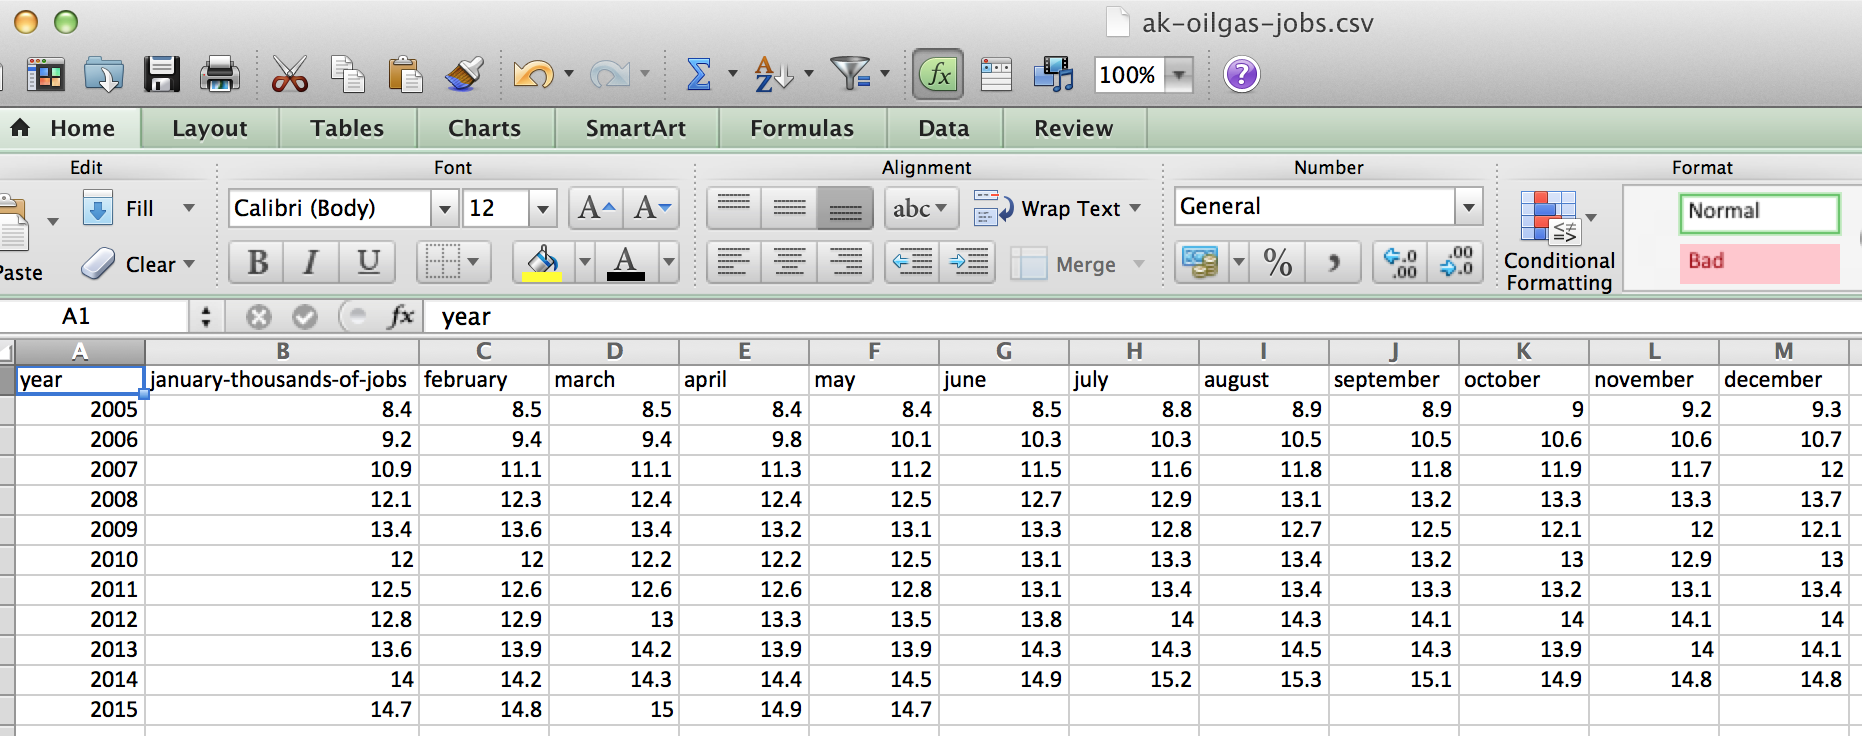 ak-oilgas-jobs.csv
100%
Home Layout Tables Charts SmartArt Formulas Data Review
Edit Font Alignment Number Format
Fill Calibri (Body) 12 abc Wrap Text General Normal
aste Clear B I U A Merge % Conditional Formatting Bad
A1 fx year
A B C D E F G H I J K L M
year january-thousands-of-jobs february march april may june july august september october november december
2005 8.4 8.5 8.5 8.4 8.4 8.5 8.8 8.9 8.9 9 9.2 9.3
2006 9.2 9.4 9.4 9.8 10.1 10.3 10.3 10.5 10.5 10.6 10.6 10.7
2007 10.9 11.1 11.1 11.3 11.2 11.5 11.6 11.8 11.8 11.9 11.7 12
2008 12.1 12.3 12.4 12.4 12.5 12.7 12.9 13.1 13.2 13.3 13.3 13.7
2009 13.4 13.6 13.4 13.2 13.1 13.3 12.8 12.7 12.5 12.1 12 12.1
2010 12 12 12.2 12.2 12.5 13.1 13.3 13.4 13.2 13 12.9 13
2011 12.5 12.6 12.6 12.6 12.8 13.1 13.4 13.4 13.3 13.2 13.1 13.4
2012 12.8 12.9 13 13.3 13.5 13.8 14 14.3 14.1 14 14.1 14
2013 13.6 13.9 14.2 13.9 13.9 14.3 14.3 14.5 14.3 13.9 14 14.1
2014 14 14.2 14.3 14.4 14.5 14.9 15.2 15.3 15.1 14.9 14.8 14.8
2015 14.7 14.8 15 14.9 14.7